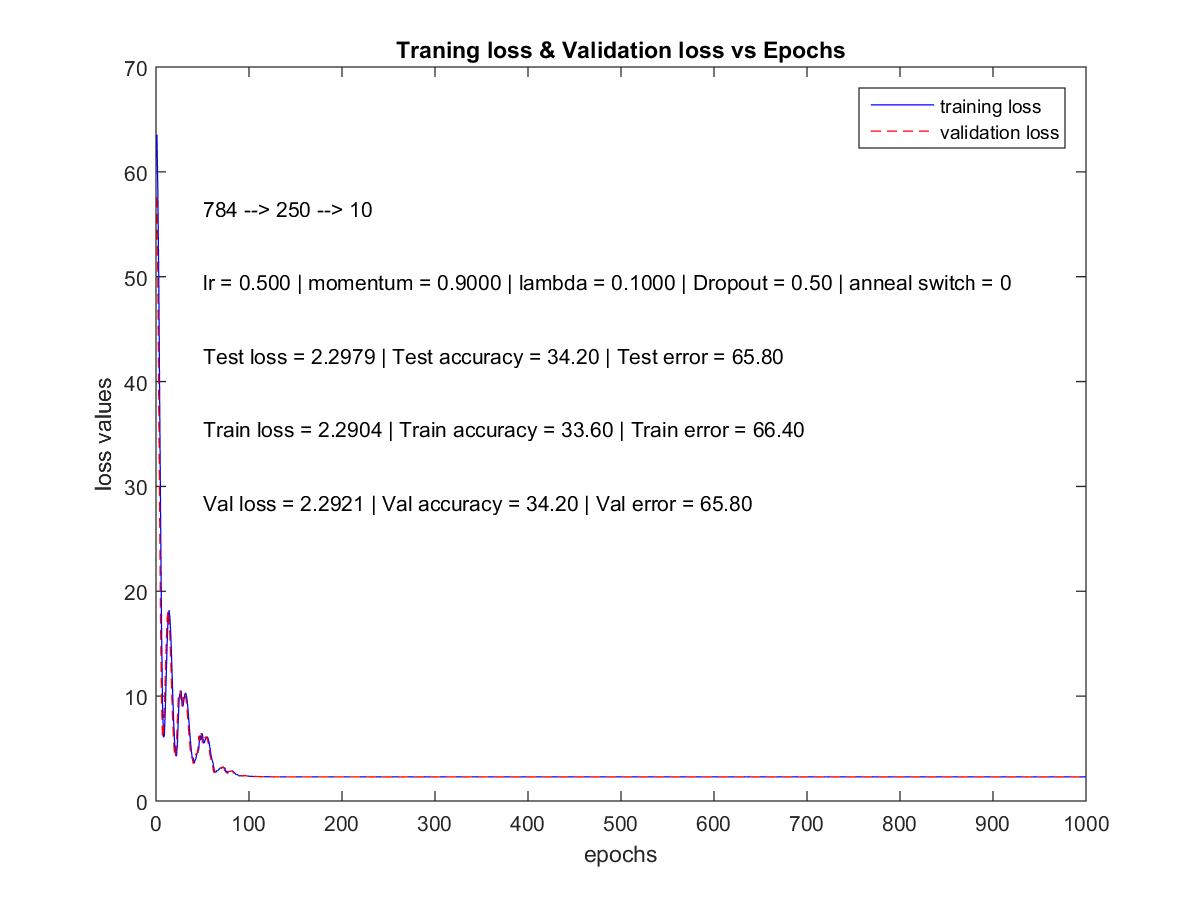 Traning loss & Validation loss vs Epochs
training loss
validation loss
784 --> 250 --> 10
lr = 0.500 | momentum = 0.9000 | lambda = 0.1000 | Dropout = 0.50 | anneal switch = 0
Test loss = 2.2979 | Test accuracy = 34.20 | Test error = 65.80
Train loss = 2.2904 | Train accuracy = 33.60 | Train error = 66.40
Val loss = 2.2921 | Val accuracy = 34.20 | Val error = 65.80
loss values
70
60
50
40
30
20
10
0
0 100 200 300 400 500 600 700 800 900 1000
epochs